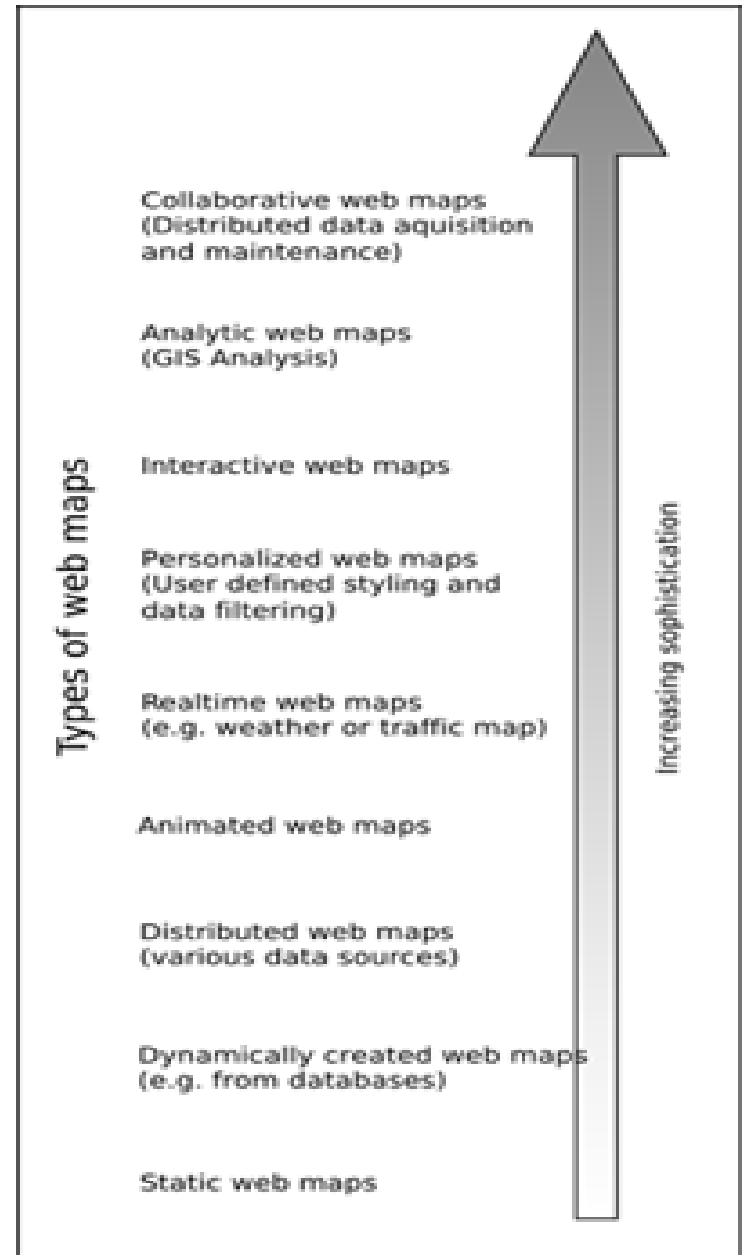 Types of web maps
Collaborative web maps
(Distributed data aquisition
and maintenance)
Analytic web maps
(GIS Analysis)
Interactive web maps
Personalized web maps
(User defined styling and
data filtering)
Realtime web maps
(e.g. weather or traffic map)
Animated web maps
Distributed web maps
(various data sources)
Dynamically created web maps
(e.g. from databases)
Static web maps
Increasing sophistication